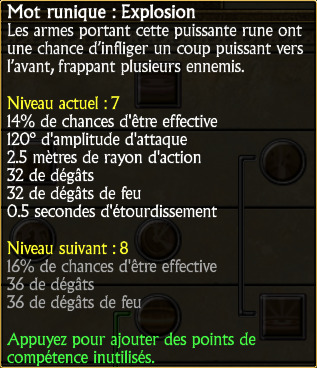 Mot runique : Explosion
Les armes portant cette puissante rune ont
une chance d'infliger un coup puissant vers
l'avant, frappant plusieurs ennemis.
Niveau actuel : 7
14% de chances d'être effective
120° d'amplitude d'attaque
2.5 mètres de rayon d'action
32 de dégâts
32 de dégâts de feu
0.5 secondes d'étourdissement
Niveau suivant : 8
16% de chances d'être effective
36 de dégâts
36 de dégâts de feu
Appuyez pour ajouter des points de
compétence inutilisés.